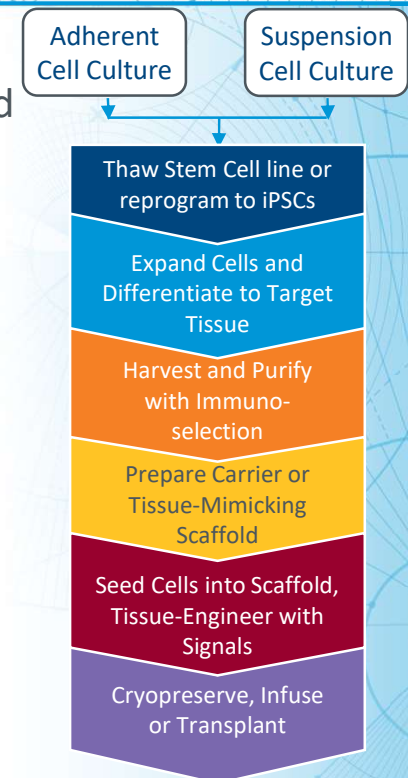 Adherent
Cell Culture
Suspension
Cell Culture
d
Thaw Stem Cell line or
reprogram to iPSCs
Expand Cells and
Differentiate to Target
Tissue
Harvest and Purify
with Immuno-
selection
Prepare Carrier or
Tissue-Mimicking
Scaffold
Seed Cells into Scaffold,
Tissue-Engineer with
Signals
Cryopreserve, Infuse
or Transplant